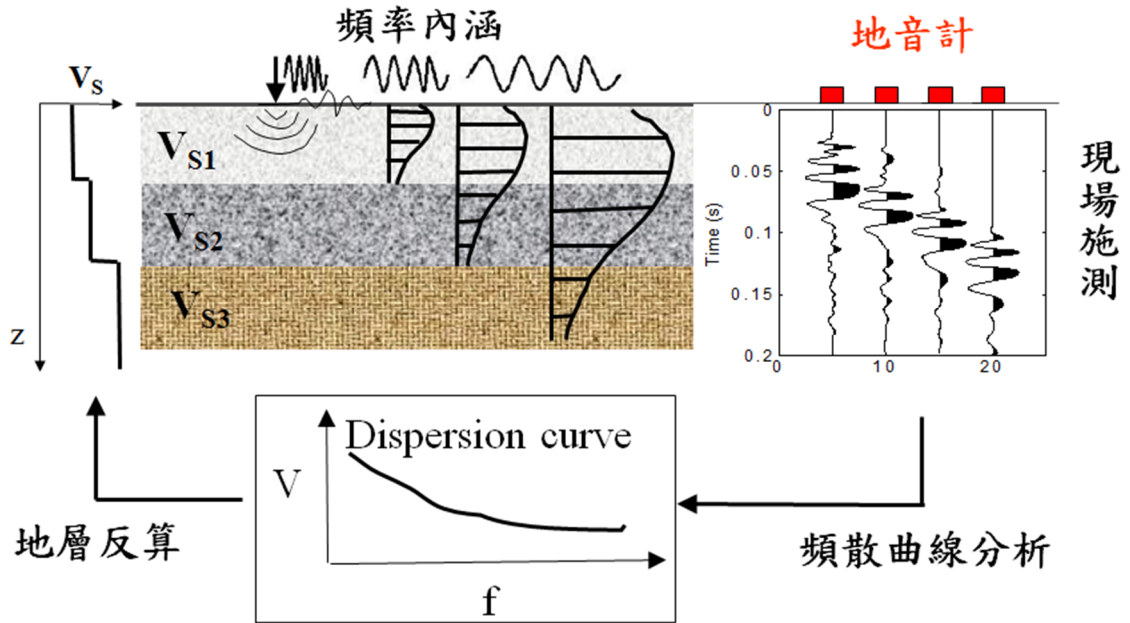 頻率內涵
地音計
Vs
z
VS1
VS2
VS3
Time (s)
0
0.05
0.1
0.15
0.2
0
10
20
現場施測
頻散曲線分析
Dispersion curve
V
f
地層反算